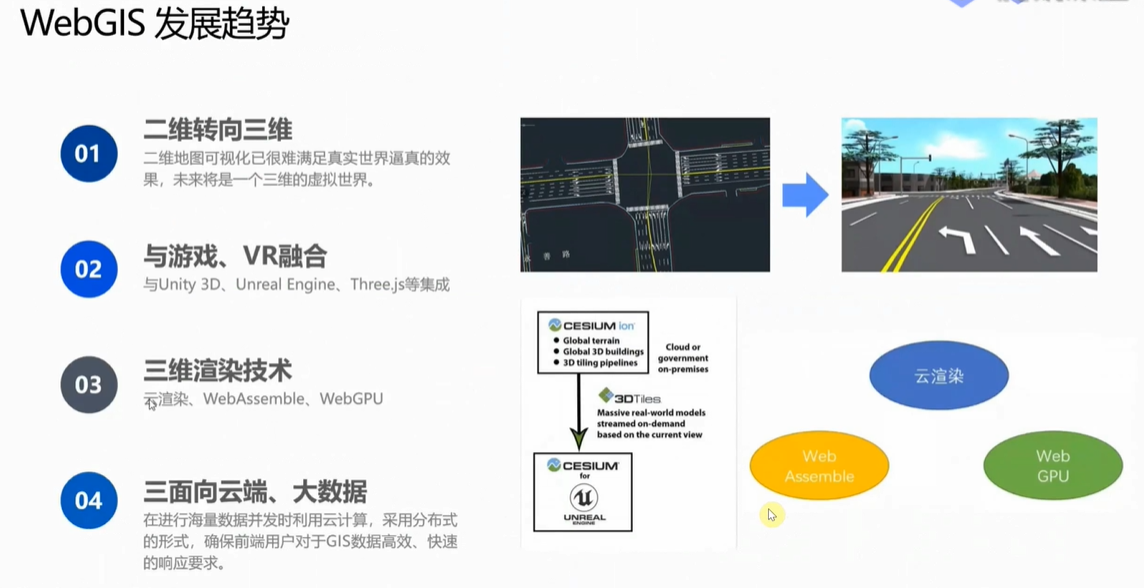 WebGIS 发展趋势
01
二维转向三维
二维地图可视化已很难满足真实世界逼真的效
果，未来将是一个三维的虚拟世界。
02
与游戏、VR融合
与Unity 3D、Unreal Engine、Three.js等集成
03
三维渲染技术
云渲染、WebAssemble、WebGPU
04
三面向云端、大数据
在进行海量数据并发时利用云计算，采用分布式
的形式，确保前端用户对于GIS数据高效、快速
的响应要求。
善 路
CESIUM ion
Global terrain
Global 3D buildings
3D tiling pipelines
Cloud or
government
on-premises
3DTiles
Massive real-world models
streamed on-demand
based on the current view
CESIUM
for
UNREAL
ENGINE
云渲染
Web
Assemble
Web
GPU